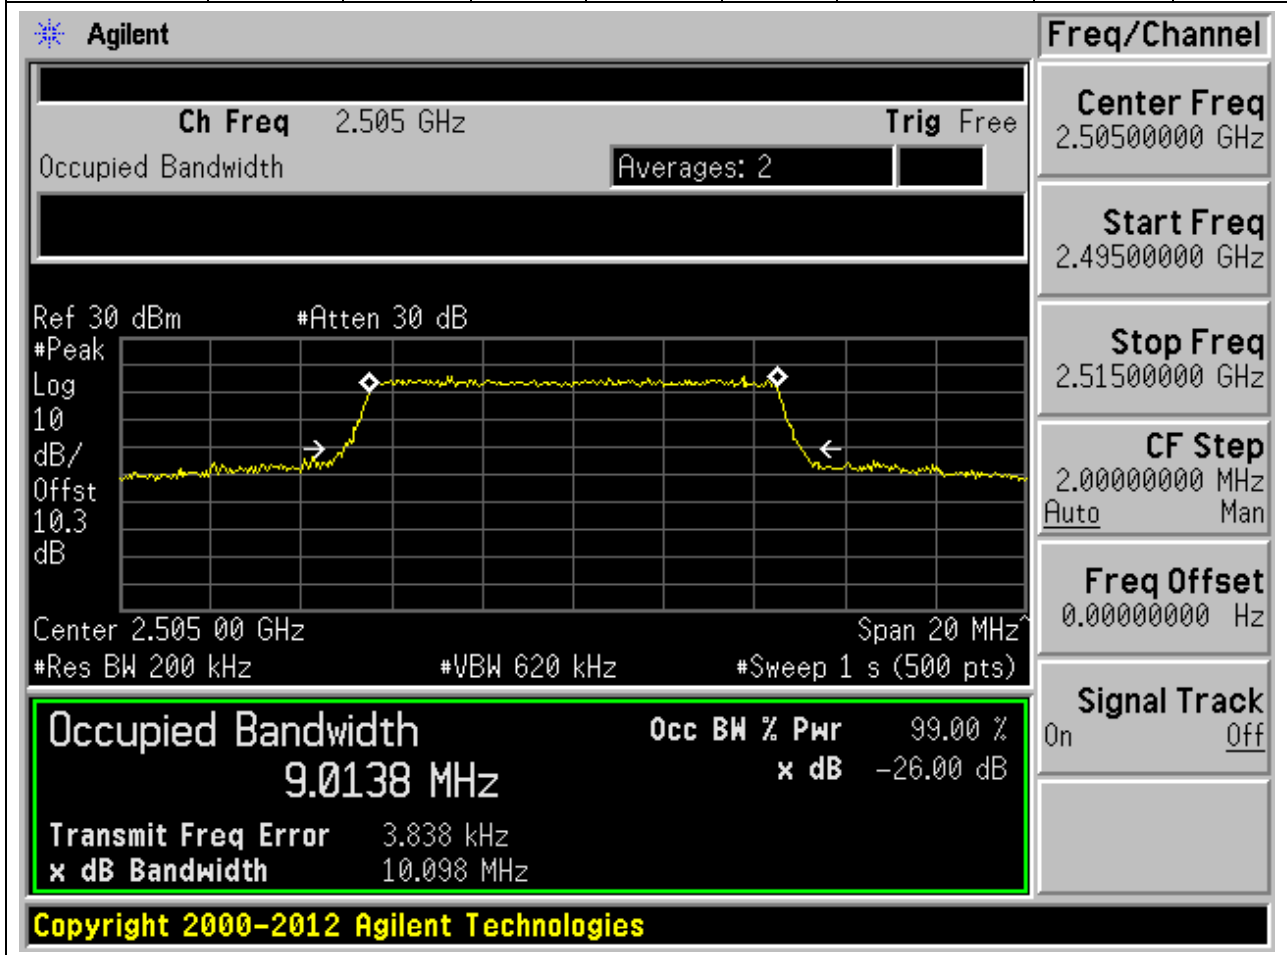 Agilent
Freq/Channel
Ch Freq 2.505 GHz Trig Free
Occupied Bandwidth Averages: 2
Ref 30 dBm #Atten 30 dB
#Peak
Log
10
dB/
Offst
10.3
dB
Center 2.505 00 GHz Span 20 MHz^
#Res BW 200 kHz #VBW 620 kHz #Sweep 1 s (500 pts)
Occupied Bandwidth
9.0138 MHz
Occ BW % Pwr 99.00 %
x dB -26.00 dB
Transmit Freq Error 3.838 kHz
x dB Bandwidth 10.098 MHz
Center Freq
2.50500000 GHz
Start Freq
2.49500000 GHz
Stop Freq
2.51500000 GHz
CF Step
2.00000000 MHz
Auto Man
Freq Offset
0.00000000 Hz
Signal Track
On Off
Copyright 2000-2012 Agilent Technologies